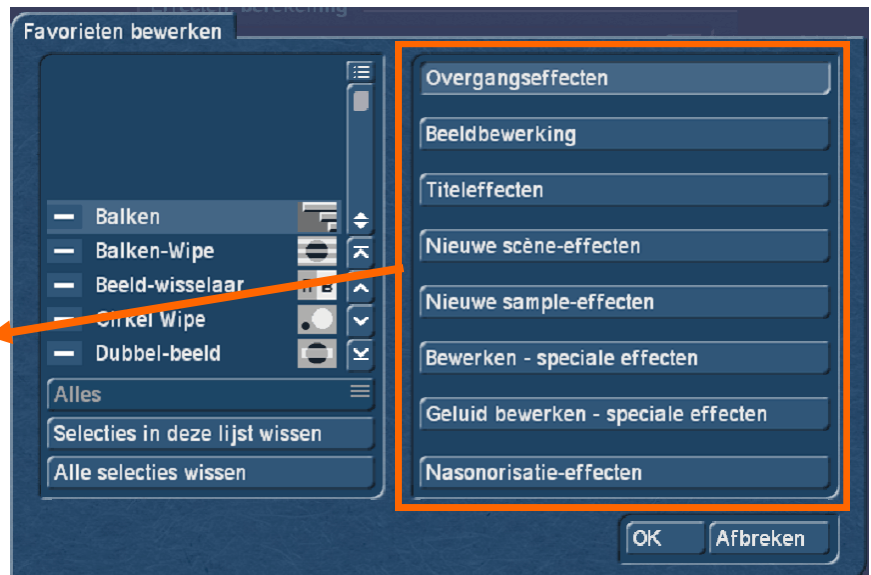 Effecten, berekening
Favorieten bewerken
Balken
Balken-Wipe
Beeld-wisselaar
B
Cirkel Wipe
Dubbel-beeld
Alles
Selecties in deze lijst wissen
Alle selecties wissen
Overgangseffecten
Beeldbewerking
Titeleffecten
Nieuwe scène-effecten
Nieuwe sample-effecten
Bewerken - speciale effecten
Geluid bewerken - speciale effecten
Nasonorisatie-effecten
OK
Afbreken